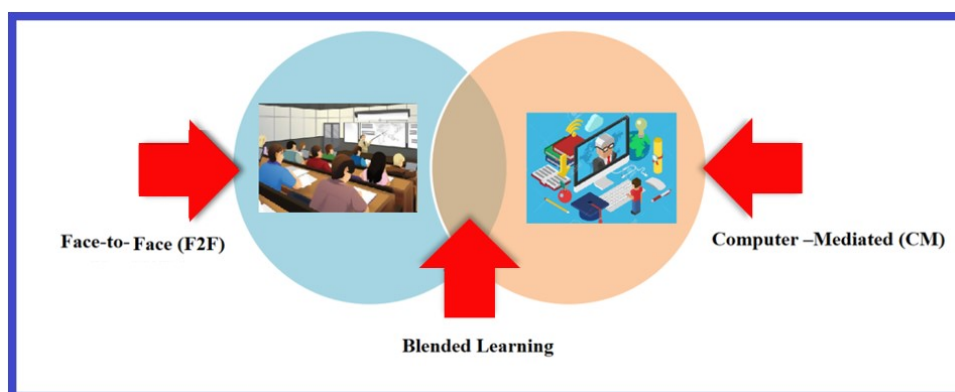 Face-to- Face (F2F)
Computer –Mediated (CM)
Blended Learning